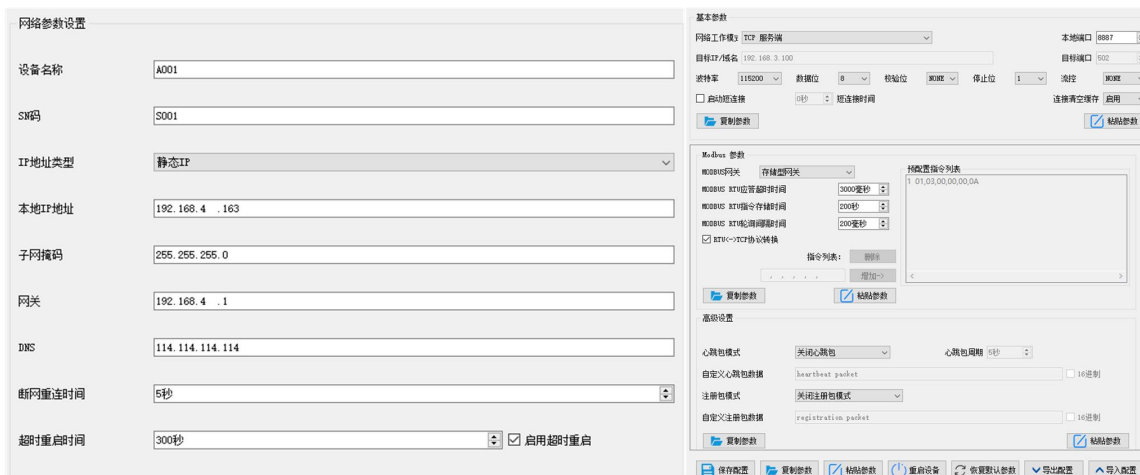 网络参数设置
设备名称 A001
SN码 S001
IP地址类型 静态IP
本地IP地址 192.168.4 .163
子网掩码 255.255.255.0
网关 192.168.4 .1
DNS 114.114.114.114
断网重连时间 5秒
超时重启时间 300秒 启用超时重启
基本参数
网络工作模式 TCP 服务端 本地端口 8887
目标IP/域名 192.168.3.100 目标端口 502
波特率 115200 数据位 8 校验位 NONE 停止位 1 流控 NONE
启动短连接 0秒 短连接时间 连接清空缓存 启用
复制参数 粘贴参数
Modbus 参数
MODBUS网关 存储型网关 预配置指令列表
1 01,03,00,00,00,0A
MODBUS RTU应答超时时间 3000毫秒
MODBUS RTU指令存储时间 200秒
MODBUS RTU轮询间隔时间 200毫秒
RTU<->TCP协议转换
指令列表： 删除
, , , , , 增加->
复制参数 粘贴参数
高级设置
心跳包模式 关闭心跳包 心跳包周期 5秒
自定义心跳包数据 heartbeat packet 16进制
注册包模式 关闭注册包模式
自定义注册包数据 registration packet 16进制
复制参数 粘贴参数
保存配置 复制参数 粘贴参数 重启设备 恢复默认参数 导出配置 导入配置